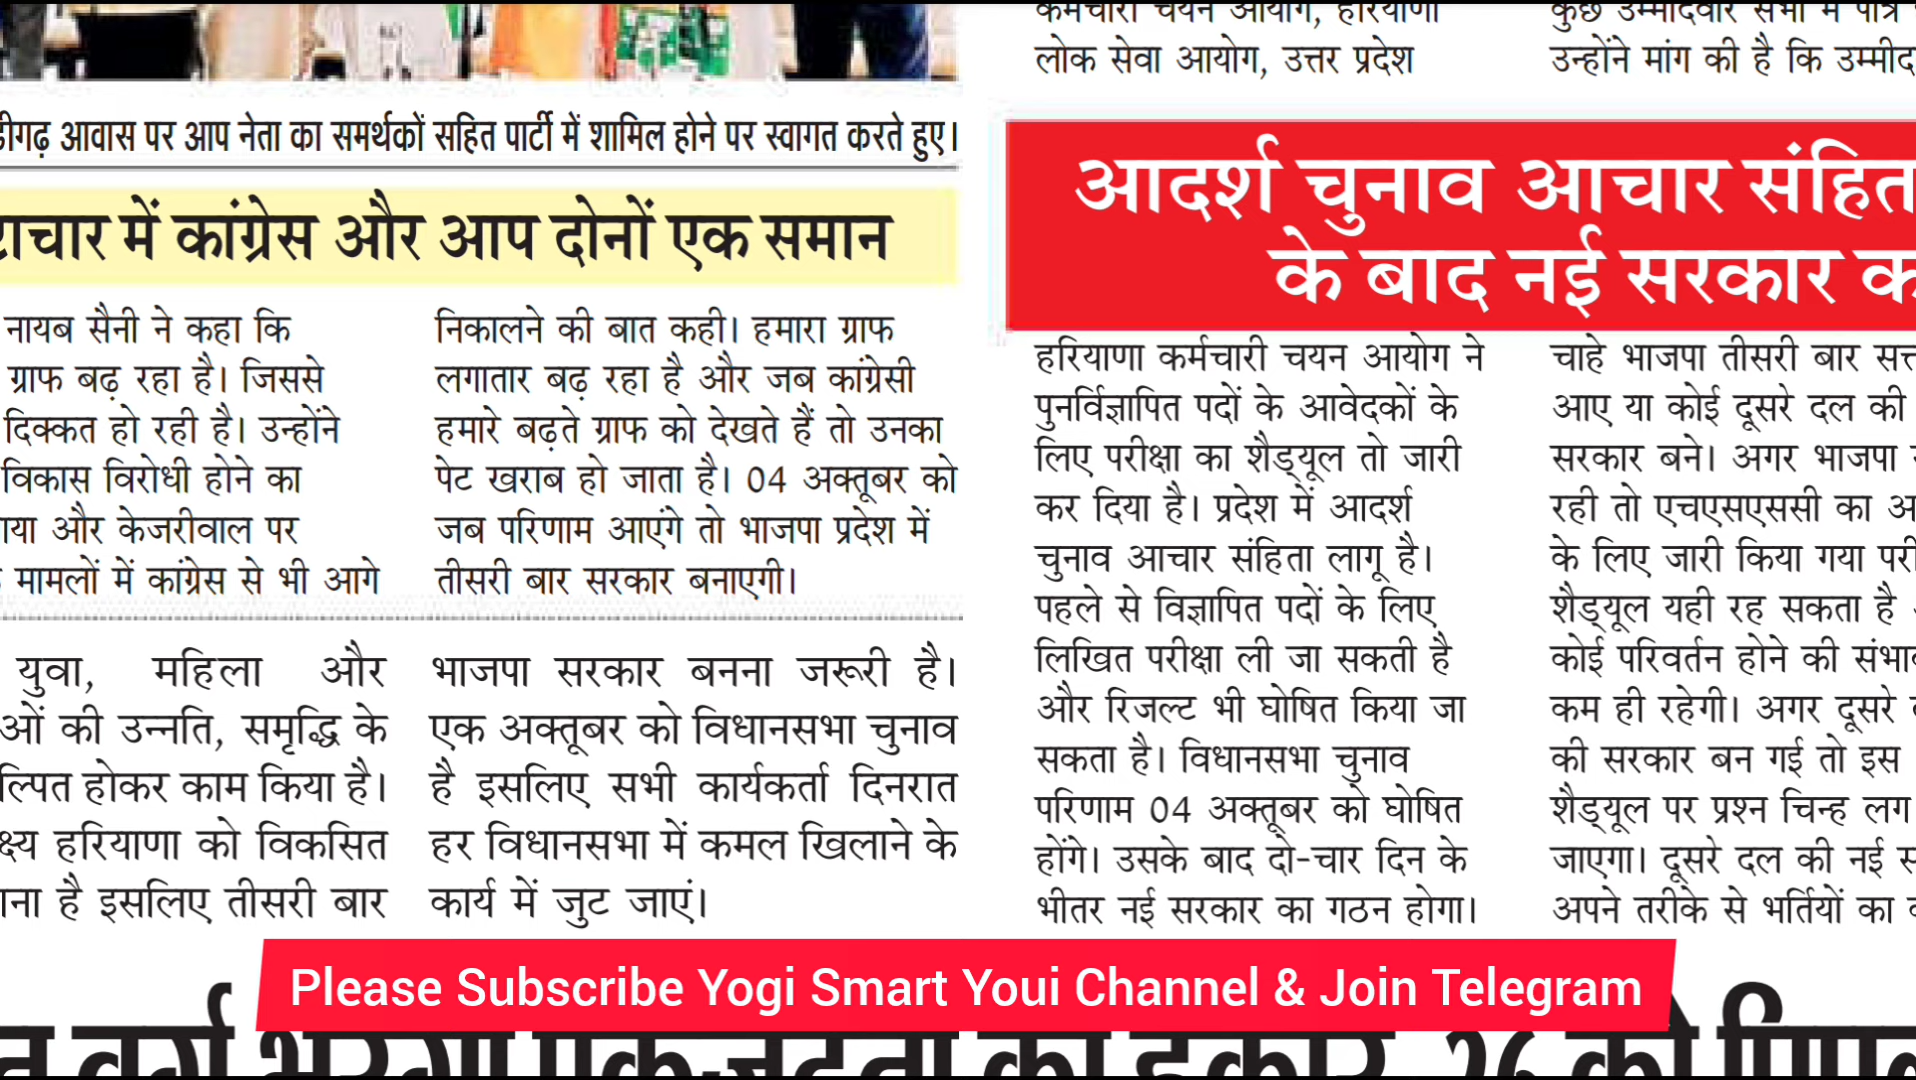 आवास पर आप नेता का समर्थकों सहित पार्टी में शामिल होने पर स्वागत करते हुए।
में कांग्रेस और आप दोनों एक समान
नायब सैनी ने कहा कि
ग्राफ बढ़ रहा है। जिससे
दिक्कत हो रही है। उन्होंने
विकास विरोधी होने का
और केजरीवाल पर
मामलों में कांग्रेस से भी आगे
निकालने की बात कही। हमारा ग्राफ
लगातार बढ़ रहा है और जब कांग्रेसी
हमारे बढ़ते ग्राफ को देखते हैं तो उनका
पेट खराब हो जाता है। 04 अक्तूबर को
जब परिणाम आएंगे तो भाजपा प्रदेश में
तीसरी बार सरकार बनाएगी।
युवा, महिला और
की उन्नति, समृद्धि के
होकर काम किया है।
हरियाणा को विकसित
है इसलिए तीसरी बार
भाजपा सरकार बनना जरूरी है।
एक अक्तूबर को विधानसभा चुनाव
है इसलिए सभी कार्यकर्ता दिनरात
हर विधानसभा में कमल खिलाने के
कार्य में जुट जाएं।
कर्मचारी चयन आयोग, हरियाणा
लोक सेवा आयोग, उत्तर प्रदेश
उन्होंने मांग की है कि
आदर्श चुनाव आचार
के बाद नई सरकार
हरियाणा कर्मचारी चयन आयोग ने
पुनर्विज्ञापित पदों के आवेदकों के
लिए परीक्षा का शैड्यूल तो जारी
कर दिया है। प्रदेश में आदर्श
चुनाव आचार संहिता लागू है।
पहले से विज्ञापित पदों के लिए
लिखित परीक्षा ली जा सकती है
और रिजल्ट भी घोषित किया जा
सकता है। विधानसभा चुनाव
परिणाम 04 अक्तूबर को घोषित
होंगे। उसके बाद दो-चार दिन के
भीतर नई सरकार का गठन होगा।
चाहे भाजपा तीसरी बार
आए या कोई दूसरे दल की
सरकार बने। अगर भाजपा
रही तो एचएसएससी का
के लिए जारी किया गया
शैड्यूल यही रह सकता है
कोई परिवर्तन होने की
कम ही रहेगी। अगर दूसरे
की सरकार बन गई तो इस
शैड्यूल पर प्रश्न चिन्ह लग
जाएगा। दूसरे दल की नई
अपने तरीके से भर्तियों का
Please Subscribe Yogi Smart Youi Channel & Join Telegram